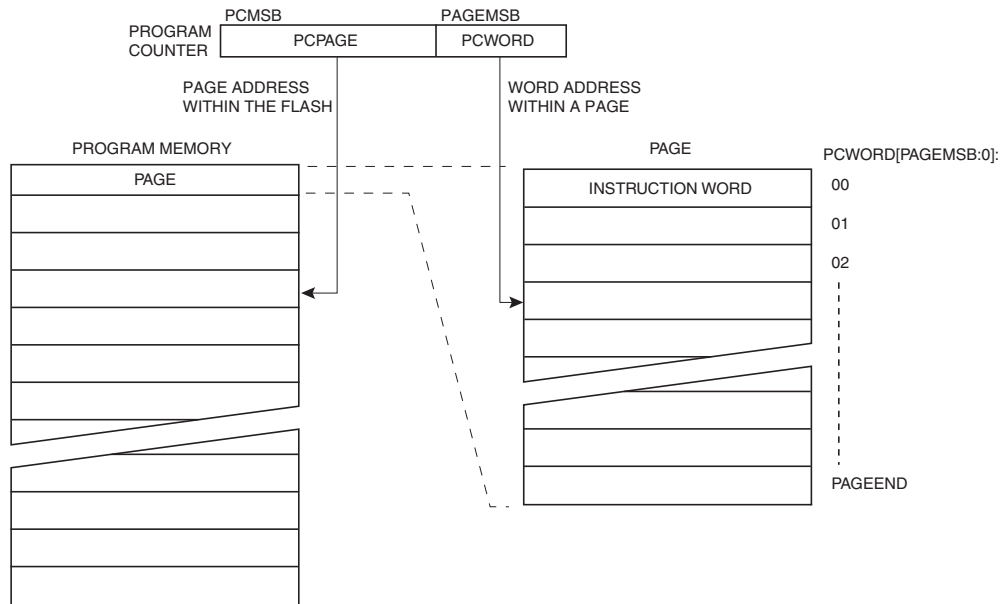 PCMSB PAGEMSB
PROGRAM
COUNTER
PCPAGE PCWORD
PAGE ADDRESS
WITHIN THE FLASH
WORD ADDRESS
WITHIN A PAGE
PROGRAM MEMORY
PAGE
PAGE
PCWORD[PAGEMSB:0]:
INSTRUCTION WORD
00
01
02
PAGEEND